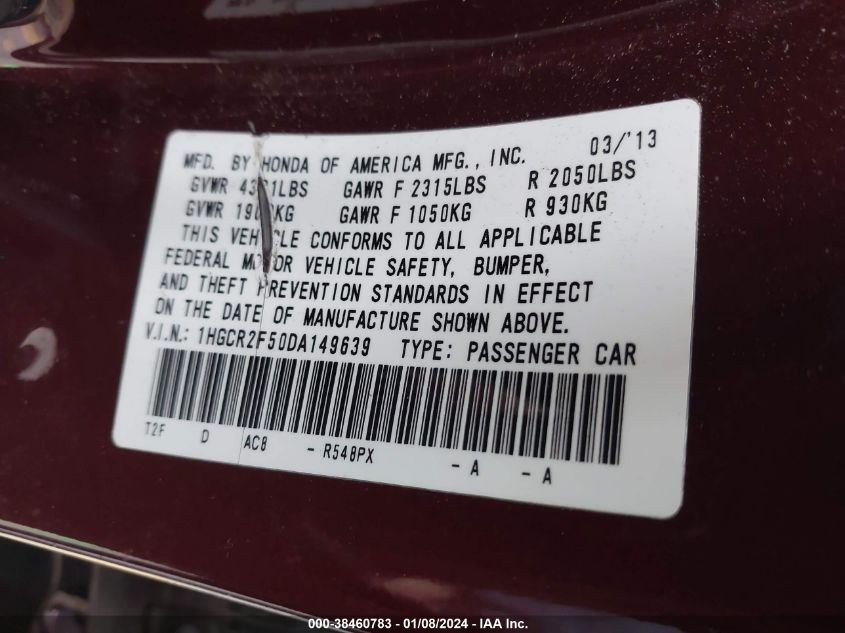 MFD. BY HONDA OF AMERICA MFG., INC. 03/'13
GVWR LBS GAWR F 2315LBS R 2050LBS
GVWR KG GAWR F 1050KG R 930KG
THIS VEHICLE CONFORMS TO ALL APPLICABLE
FEDERAL MOTOR VEHICLE SAFETY, BUMPER,
AND THEFT PREVENTION STANDARDS IN EFFECT
ON THE DATE OF MANUFACTURE SHOWN ABOVE.
V.I.N.: 1HGCR2F50DA149639 TYPE: PASSENGER CAR
T2F D AC8 - R548PX - A - A
000-38460783 - 01/08/2024 - IAA Inc.